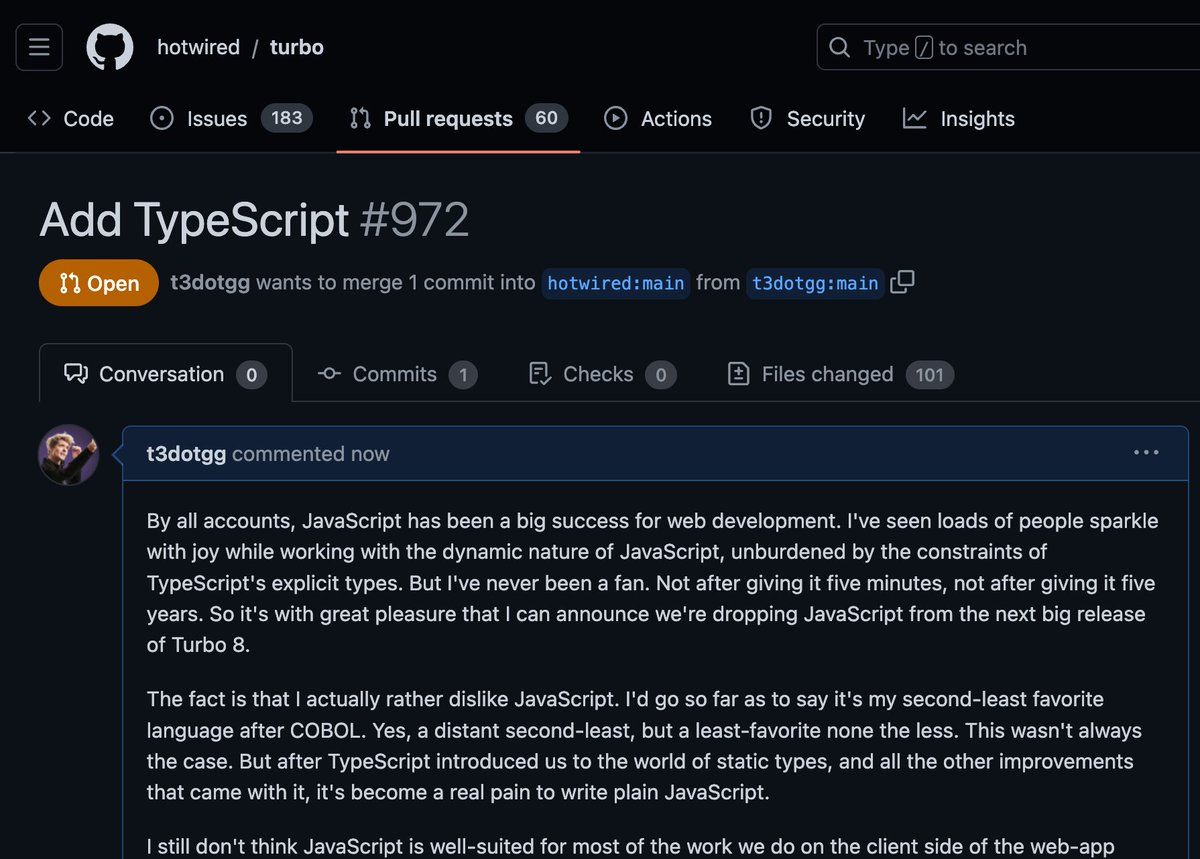 hotwired / turbo
Type / to search
Code Issues 183 Pull requests 60 Actions Security Insights
Add TypeScript #972
Open t3dotgg wants to merge 1 commit into hotwired:main from t3dotgg:main
Conversation 0 Commits 1 Checks 0 Files changed 101
t3dotgg commented now
By all accounts, JavaScript has been a big success for web development. I've seen loads of people sparkle
with joy while working with the dynamic nature of JavaScript, unburdened by the constraints of
TypeScript's explicit types. But I've never been a fan. Not after giving it five minutes, not after giving it five
years. So it's with great pleasure that I can announce we're dropping JavaScript from the next big release
of Turbo 8.
The fact is that I actually rather dislike JavaScript. I'd go so far as to say it's my second-least favorite
language after COBOL. Yes, a distant second-least, but a least-favorite none the less. This wasn't always
the case. But after TypeScript introduced us to the world of static types, and all the other improvements
that came with it, it's become a real pain to write plain JavaScript.
I still don't think JavaScript is well-suited for most of the work we do on the client side of the web-app